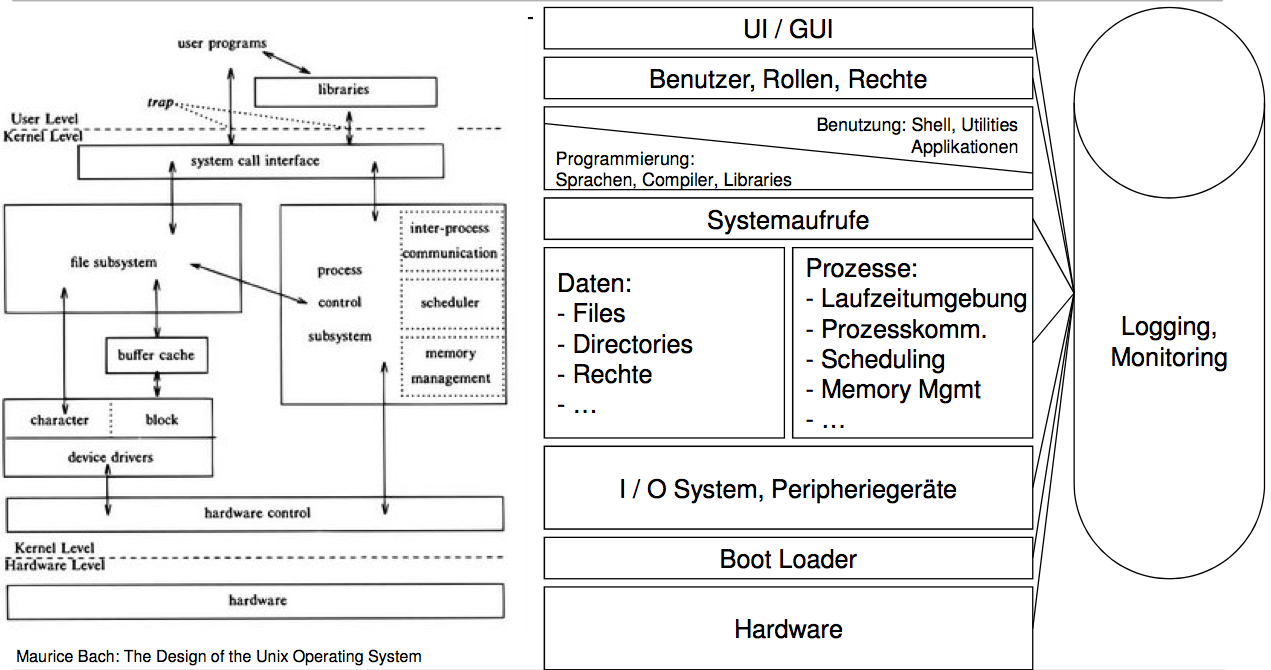 user programs
libraries
trap
User Level
Kernel Level
system call interface
inter-process
communication
file subsystem
process
control
subsystem
scheduler
buffer cache
memory
management
character
block
device drivers
hardware control
Kernel Level
Hardware Level
hardware
Maurice Bach: The Design of the Unix Operating System
-
UI / GUI
Benutzer, Rollen, Rechte
Benutzung: Shell, Utilities
Applikationen
Programmierung:
Sprachen, Compiler, Libraries
Systemaufrufe
Daten:
- Files
- Directories
- Rechte
- …
Prozesse:
- Laufzeitumgebung
- Prozesskomm.
- Scheduling
- Memory Mgmt
- …
I / O System, Peripheriegeräte
Boot Loader
Hardware
Logging,
Monitoring